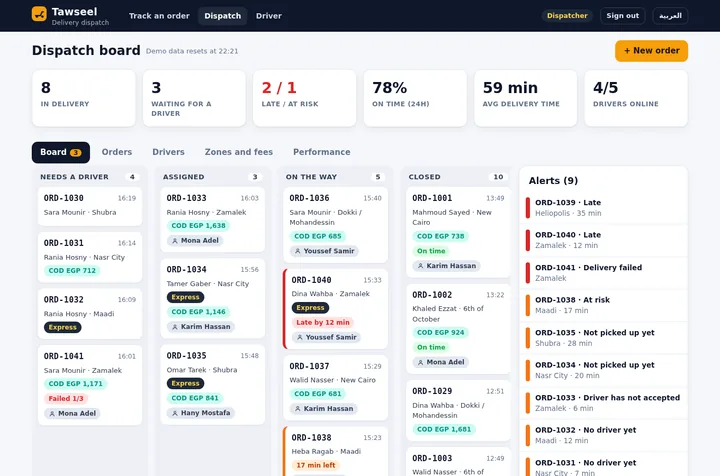 Tawseel
Delivery dispatch
Track an order
Dispatch
Driver
Dispatcher
Sign out
العربية
Dispatch board
Demo data resets at 22:21
+ New order
8
IN DELIVERY
3
WAITING FOR A
DRIVER
2 / 1
LATE / AT RISK
78%
ON TIME (24H)
59 min
AVG DELIVERY TIME
4/5
DRIVERS ONLINE
Board 3
Orders
Drivers
Zones and fees
Performance
NEEDS A DRIVER 4
ORD-1030 16:19
Sara Mounir · Shubra
ORD-1031 16:14
Rania Hosny · Nasr City
COD EGP 712
ORD-1032 16:09
Rania Hosny · Maadi
Express
ORD-1041 16:01
Sara Mounir · Zamalek
COD EGP 1,171
Failed 1/3
Mona Adel
ASSIGNED 3
ORD-1033 16:03
Rania Hosny · Zamalek
COD EGP 1,638
Mona Adel
ORD-1034 15:56
Tamer Gaber · Nasr City
Express
COD EGP 1,146
Karim Hassan
ORD-1035 15:48
Omar Tarek · Shubra
Express
COD EGP 841
Hany Mostafa
ON THE WAY 5
ORD-1036 15:40
Sara Mounir · Dokki /
Mohandessin
COD EGP 685
Youssef Samir
ORD-1040 15:33
Dina Wahba · Zamalek
Express
Late by 12 min
Youssef Samir
ORD-1037 15:29
Walid Nasser · New Cairo
COD EGP 681
Karim Hassan
ORD-1038 15:23
Heba Ragab · Maadi
17 min left
CLOSED 10
ORD-1001 13:49
Mahmoud Sayed · New
Cairo
COD EGP 738
On time
Karim Hassan
ORD-1002 13:22
Khaled Ezzat · 6th of
October
COD EGP 924
On time
Mona Adel
ORD-1029 12:51
Dina Wahba · Dokki /
Mohandessin
COD EGP 1,681
ORD-1003 12:49
Walid Nasser · 6th of
Alerts (9)
ORD-1039 · Late
Heliopolis · 35 min
ORD-1040 · Late
Zamalek · 12 min
ORD-1041 · Delivery failed
Zamalek
ORD-1038 · At risk
Maadi · 17 min
ORD-1035 · Not picked up yet
Shubra · 28 min
ORD-1034 · Not picked up yet
Nasr City · 20 min
ORD-1033 · Driver has not accepted
Zamalek · 6 min
ORD-1032 · No driver yet
Maadi · 12 min
ORD-1031 · No driver yet
Nasr City · 7 min